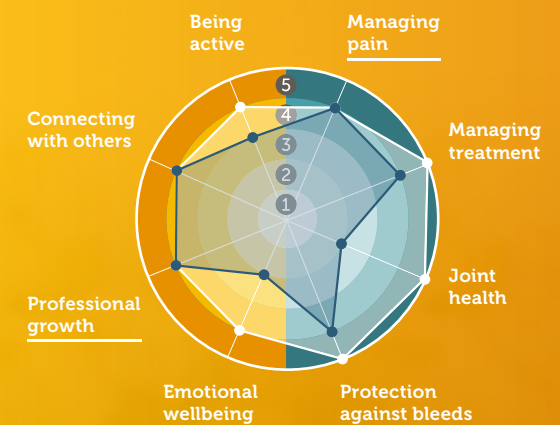 Being
active
Managing
pain
Connecting
with others
Managing
treatment
5
4
3
2
1
Joint
health
Professional
growth
Emotional
wellbeing
Protection
against bleeds